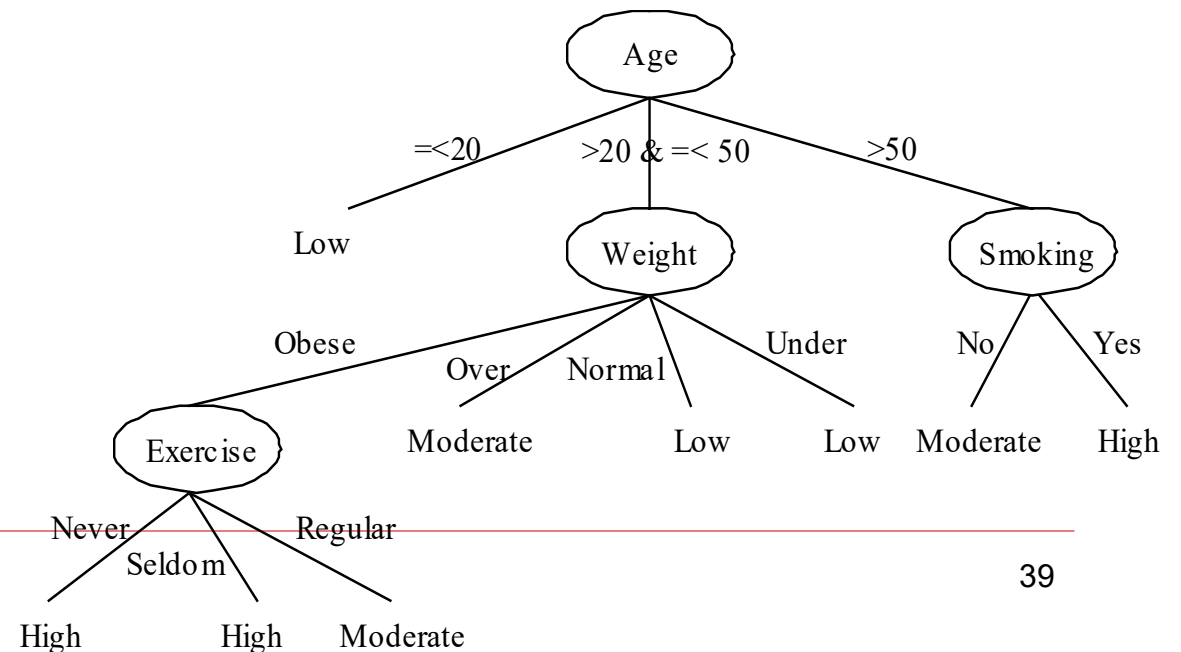 Age
=<20
>20 & =< 50
>50
Low
Weight
Smoking
Obese
Over
Normal
Under
No
Yes
Exercise
Moderate
Low
Low
Moderate
High
Never
Seldom
Regular
39
High
High
Moderate